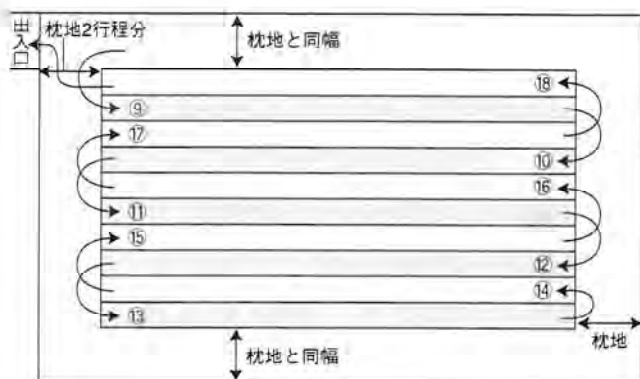 出入口
枕地2行程分
枕地と同幅
⑱
⑨
⑰
⑩
⑯
⑪
⑮
⑫
⑭
⑬
枕地と同幅
枕地